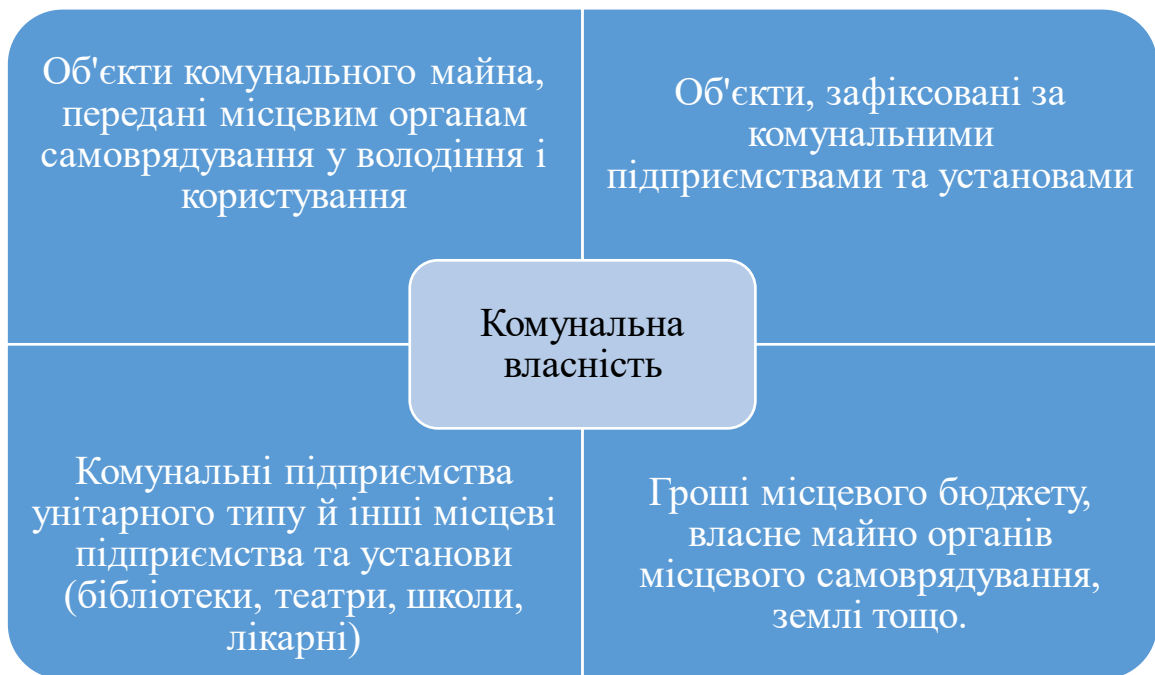 Об'єкти комунального майна,
передані місцевим органам
самоврядування у володіння і
користування
Об'єкти, зафіксовані за
комунальними
підприємствами та установами
Комунальна
власність
Комунальні підприємства
унітарного типу й інші місцеві
підприємства та установи
(бібліотеки, театри, школи,
лікарні)
Гроші місцевого бюджету,
власне майно органів
місцевого самоврядування,
землі тощо.